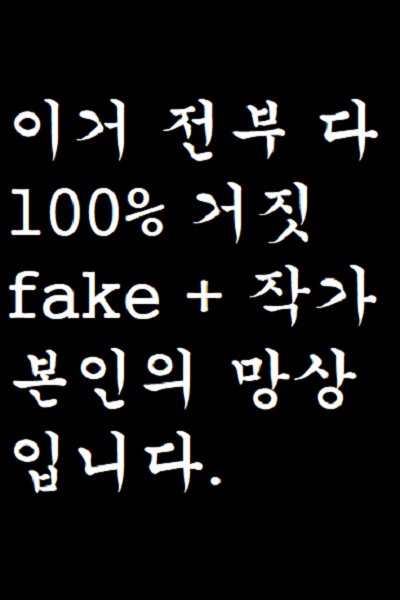 이거 전부 다
100% 거짓
fake + 작가
본인의 망상
입니다.